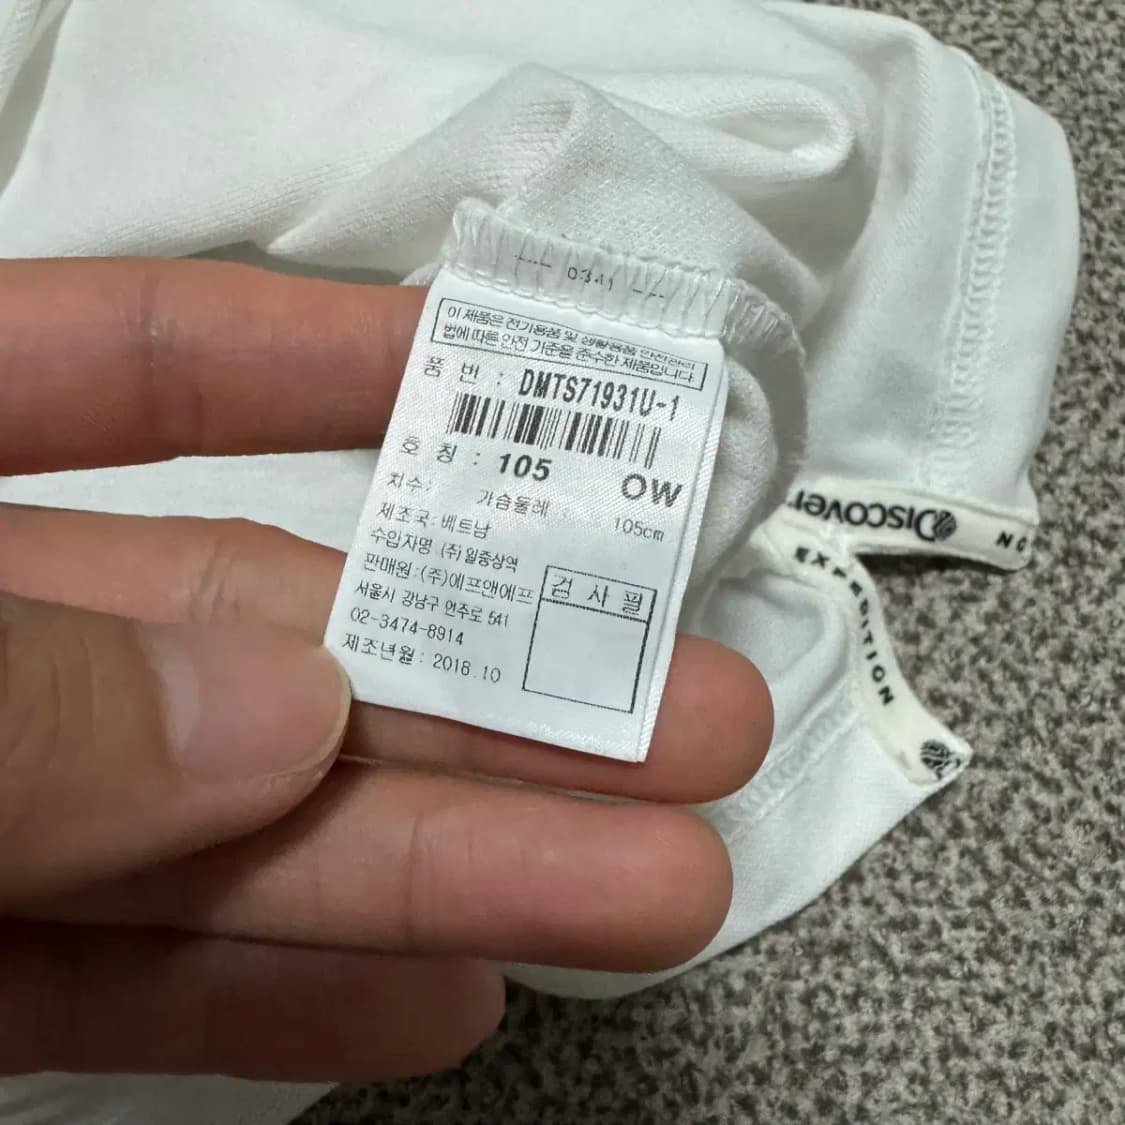 0341
이 제품은 전기용품 및 생활용품 안전관리
법에 따른 안전 기준을 준수한 제품입니다.
품 번 : DMTS71931U-1
호 칭 : 105 OW
치수: 가슴둘레 : 105cm
제조국: 베트남
수입자명 (주)월중상역
판매원:(주)에프앤에프
서울시 강남구 언주로 541
02-3474-8914
제조년월: 2018.10
검 사 필
DISCOVER
EXPEDITION